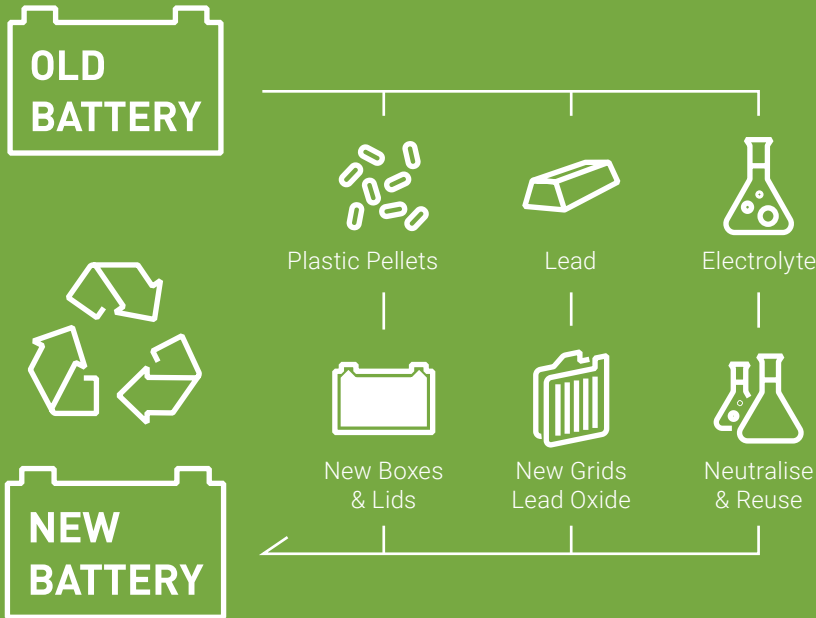 OLD
BATTERY
Plastic Pellets
Lead
Electrolyte
New Boxes
& Lids
New Grids
Lead Oxide
Neutralise
& Reuse
NEW
BATTERY